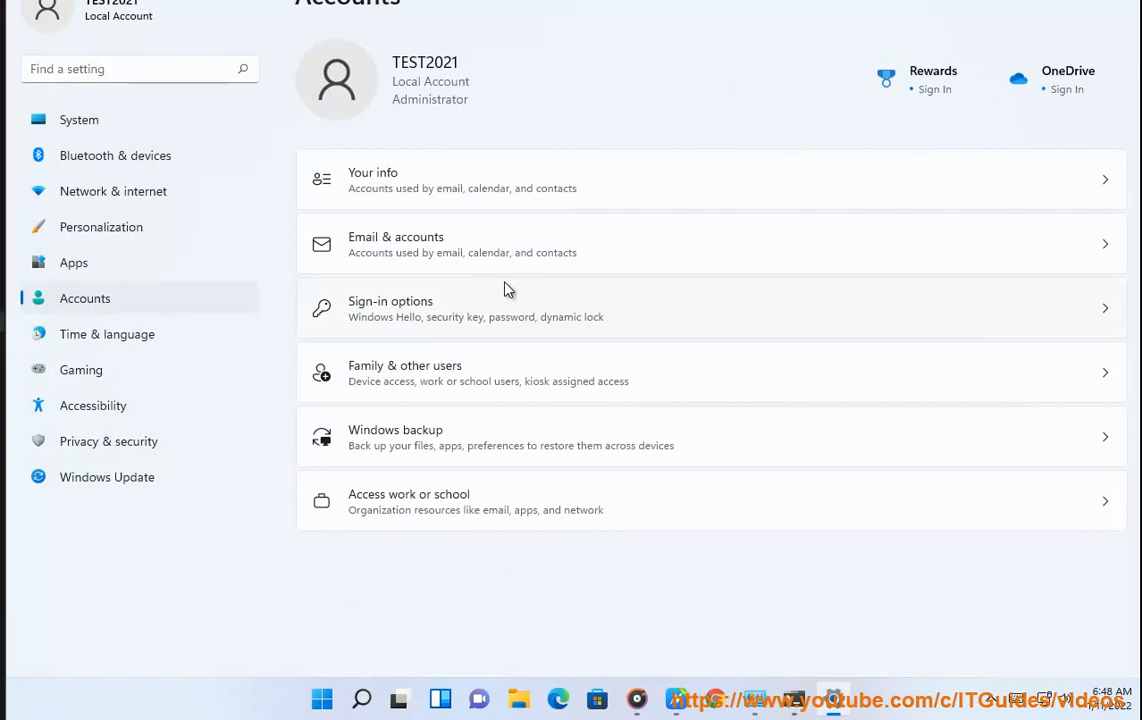 TEST2021
Local Account
Accounts
Find a setting
System
Bluetooth & devices
Network & internet
Personalization
Apps
Accounts
Time & language
Gaming
Accessibility
Privacy & security
Windows Update
TEST2021
Local Account
Administrator
Rewards
• Sign In
OneDrive
• Sign In
Your info
Accounts used by email, calendar, and contacts
Email & accounts
Accounts used by email, calendar, and contacts
Sign-in options
Windows Hello, security key, password, dynamic lock
Family & other users
Device access, work or school users, kiosk assigned access
Windows backup
Back up your files, apps, preferences to restore them across devices
Access work or school
Organization resources like email, apps, and network
https://www.youtube.com/c/ITGuides/videos
6:48 AM
1/11/2022